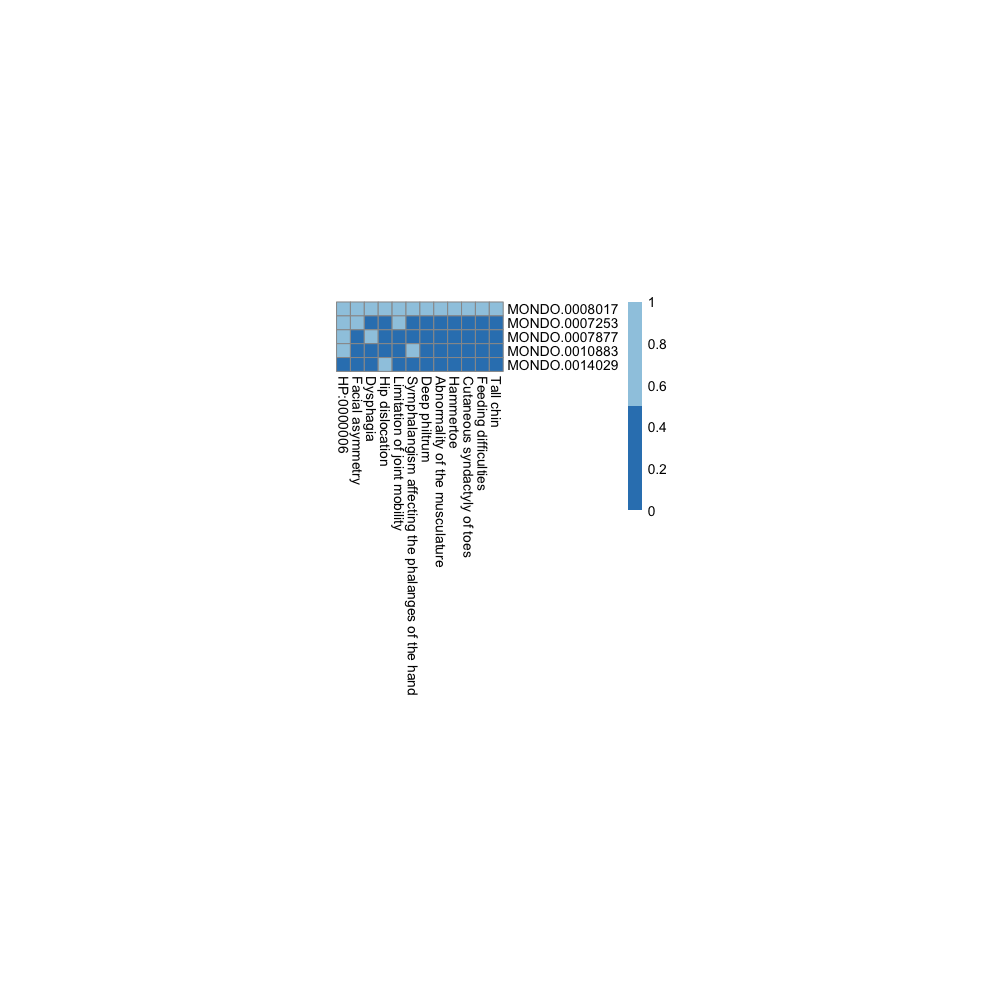 MONDO.0008017
MONDO.0007253
MONDO.0007877
MONDO.0010883
MONDO.0014029
HP:0000006
Facial asymmetry
Dysphagia
Hip dislocation
Limitation of joint mobility
Symphalangism affecting the phalanges of the hand
Deep philtrum
Abnormality of the musculature
Hammertoe
Cutaneous syndactyly of toes
Feeding difficulties
Tall chin
1
0.8
0.6
0.4
0.2
0